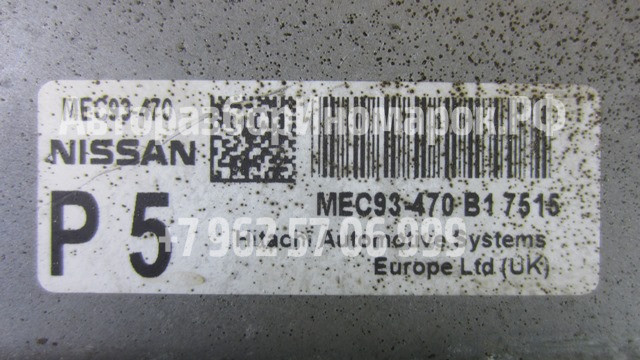 MEC93-470
АвторазборИномарок.РФ
NISSAN
MEC93-470 B1 7515
P 5
+7 962 57 06 999
Hitachi Automotive Systems
Europe Ltd (UK)